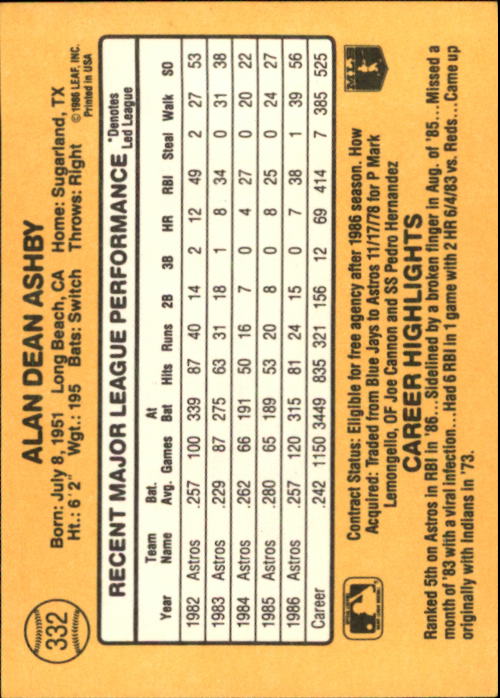 332
ALAN DEAN ASHBY
Born: July 8, 1951 Long Beach, CA Home: Sugarland, TX
Ht.: 6'2" Wgt.: 195 Bats: Switch Throws: Right
©1986 LEAF, INC.
Printed in USA
RECENT MAJOR LEAGUE PERFORMANCE
*Denotes
Led League
Year Team Name Bat. Avg. Games At Bat Hits Runs 2B 3B HR RBI Steal Walk SO
1982 Astros .257 100 339 87 40 14 2 12 49 2 27 53
1983 Astros .229 87 275 63 31 18 1 8 34 0 31 38
1984 Astros .262 66 191 50 16 7 0 4 27 0 20 22
1985 Astros .280 65 189 53 20 8 0 8 25 0 24 27
1986 Astros .257 120 315 81 24 15 0 7 38 1 39 56
Career .242 1150 3449 835 321 156 12 69 414 7 385 525
Contract Status: Eligible for free agency after 1986 season. How
Acquired: Traded from Blue Jays to Astros 11/17/78 for P Mark
Lemongello, OF Joe Cannon and SS Pedro Hernandez
MLB
CAREER HIGHLIGHTS
Ranked 5th on Astros in RBI in '86...Sidelined by a broken finger in Aug. of '85...Missed a
month of '83 with a viral infection...Had 6 RBI in 1 game with 2 HR 6/4/83 vs. Reds...Came up
originally with Indians in '73.